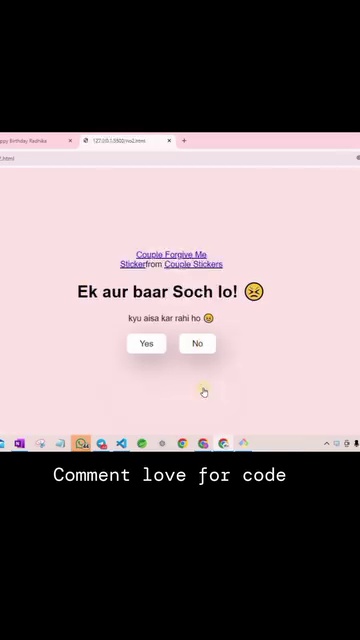 ppy Birthday Radhika
127.0.0.1:5500/no2.html
2.html
Couple Forgive Me
Stickerfrom Couple Stickers
Ek aur baar Soch lo! 😣
kyu aisa kar rahi ho 😖
Yes
No
Comment love for code